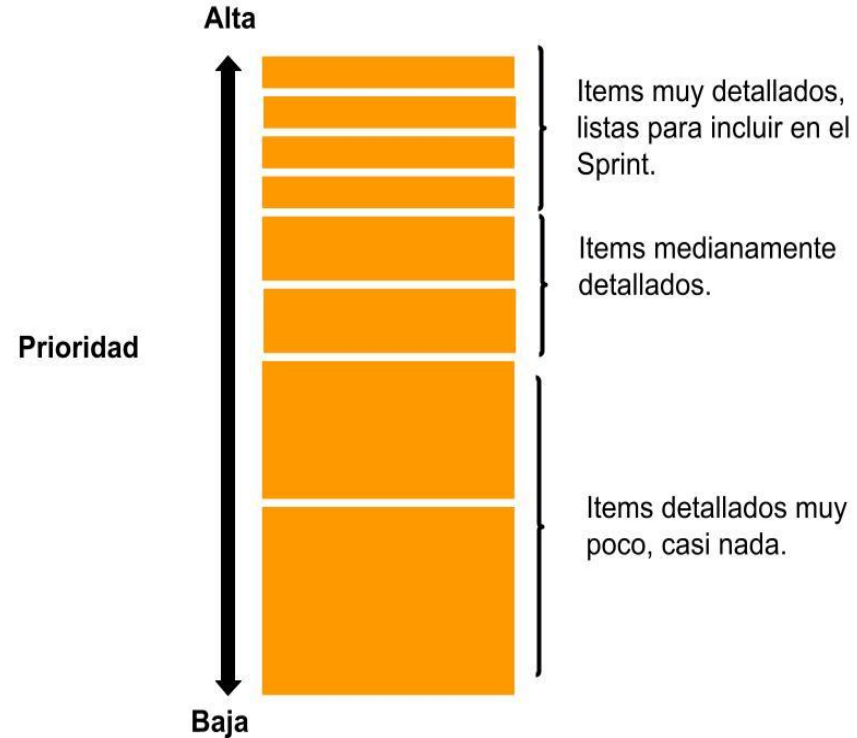 Alta
Items muy detallados,
listas para incluir en el
Sprint.
Items medianamente
detallados.
Prioridad
Items detallados muy
poco, casi nada.
Baja